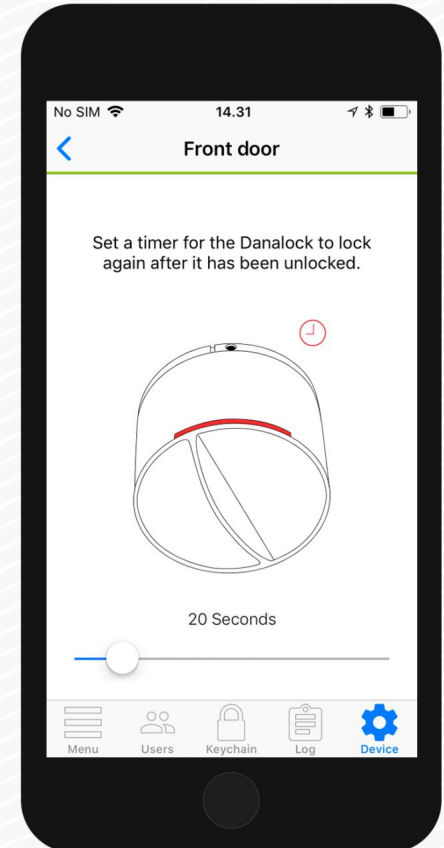 No SIM 14.31
Front door
Set a timer for the Danalock to lock
again after it has been unlocked.
20 Seconds
Menu Users Keychain Log Device